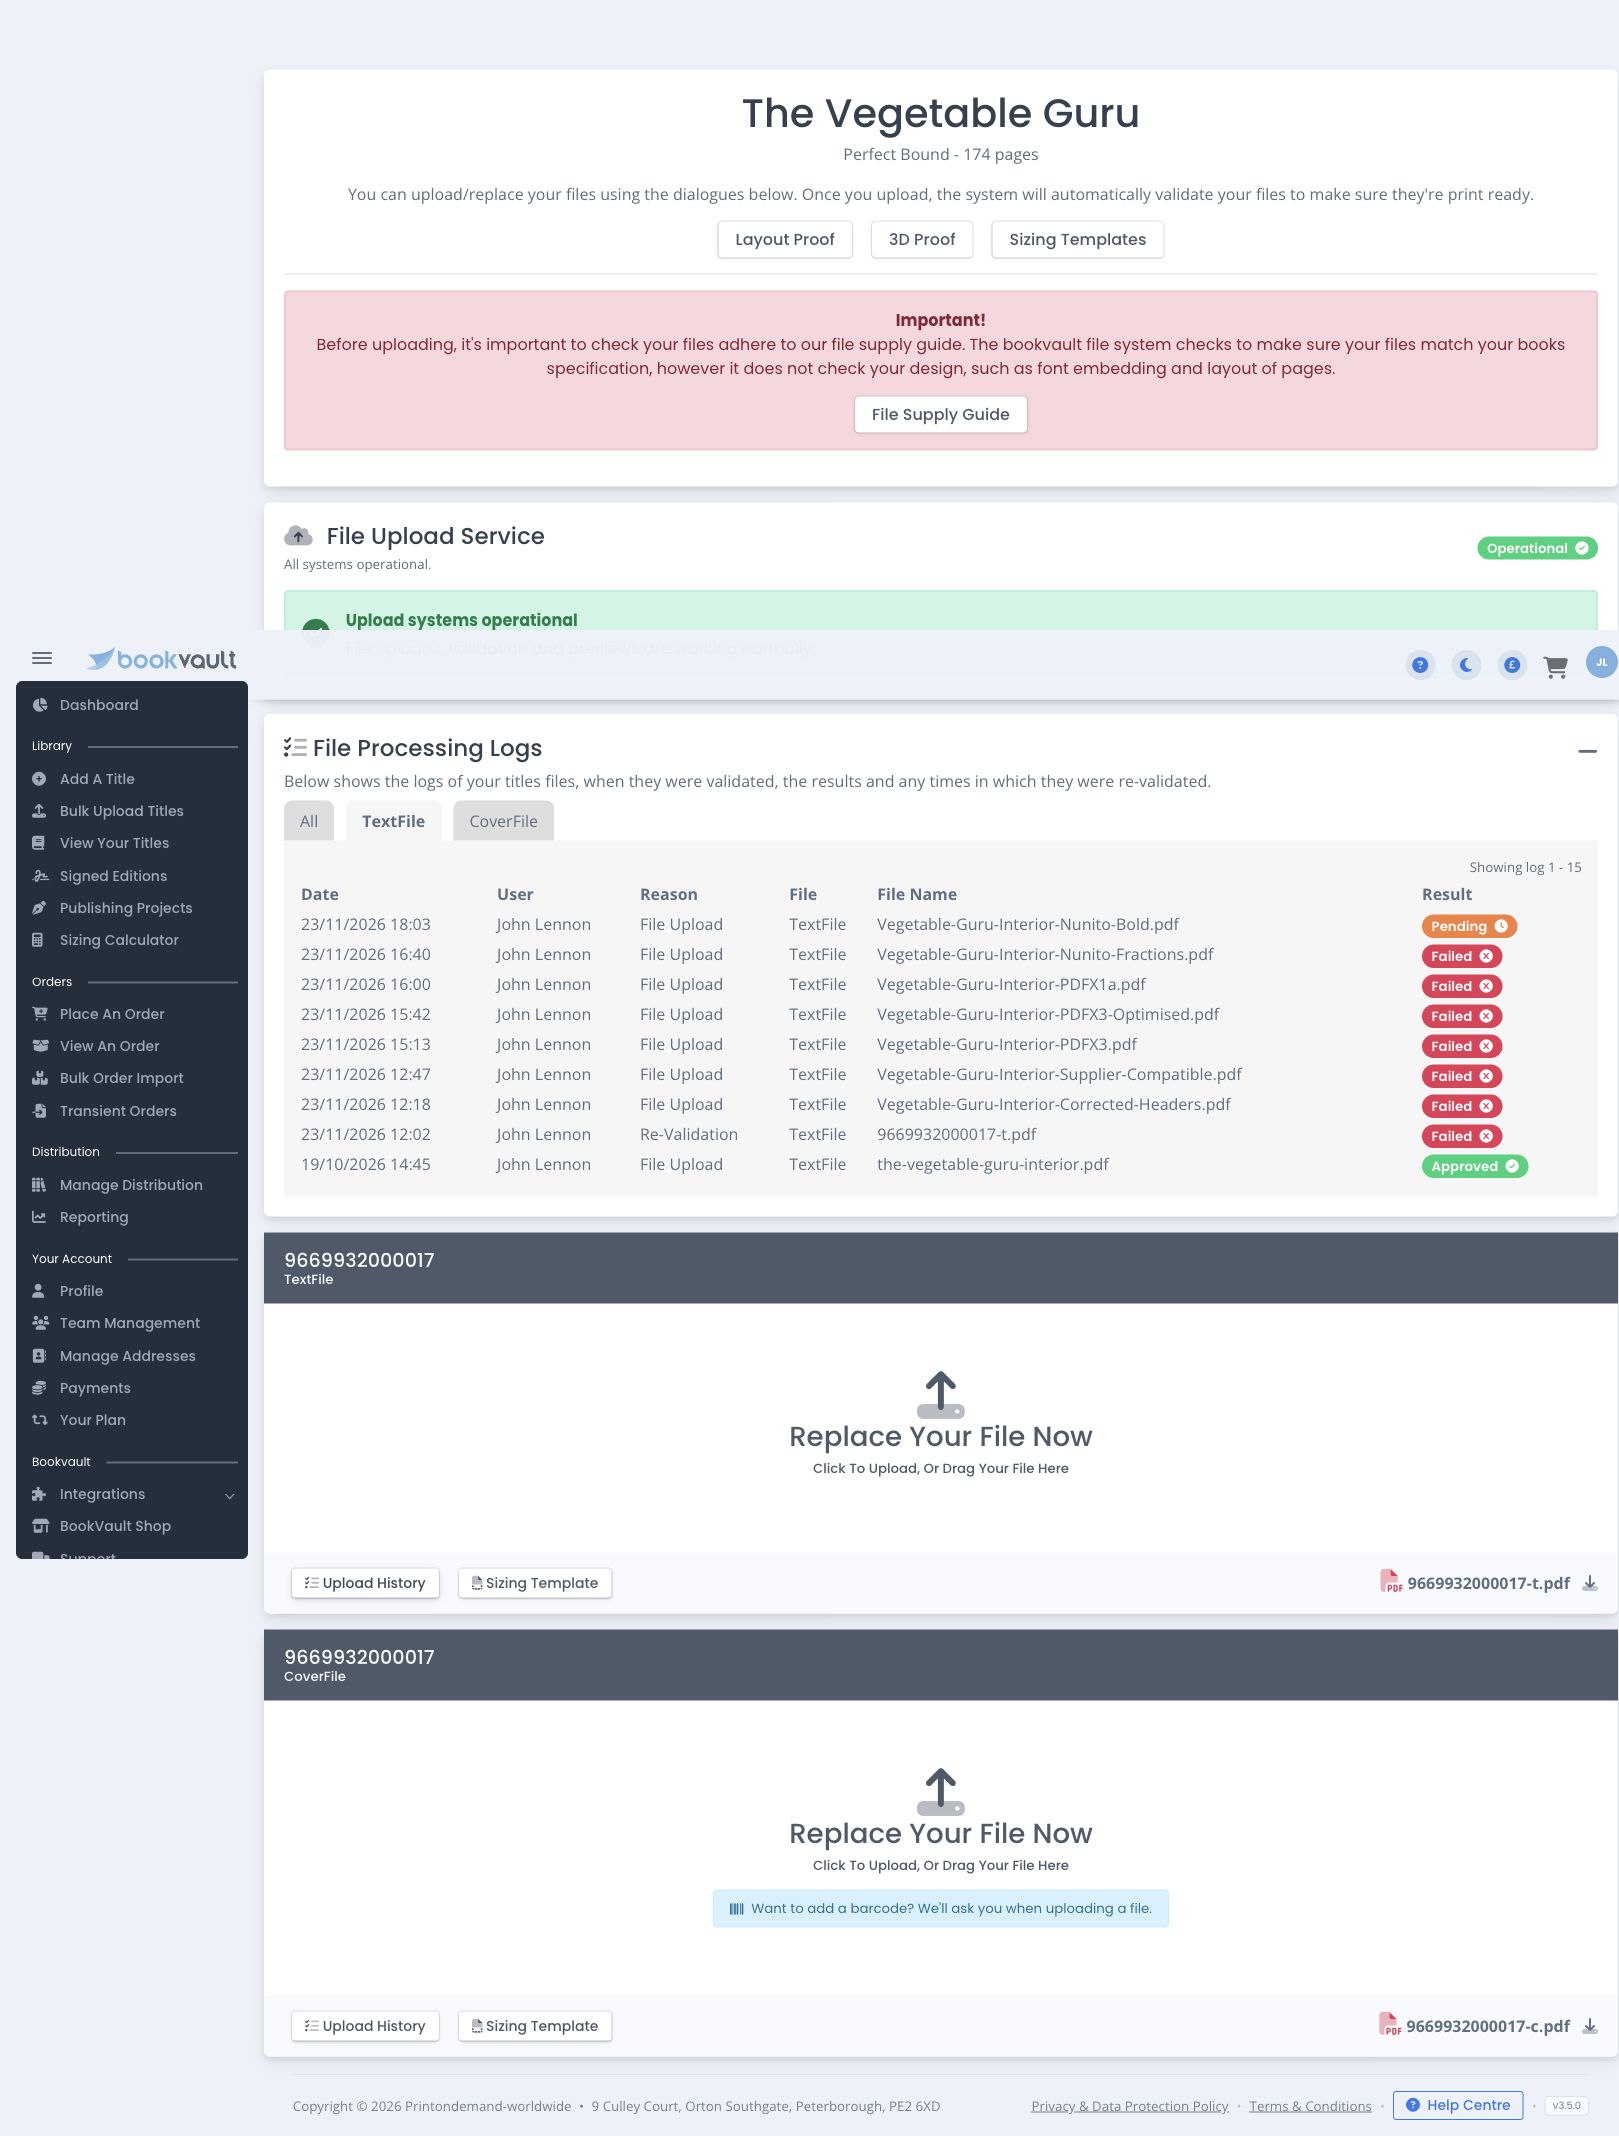 The Vegetable Guru
Perfect Bound - 174 pages
You can upload/replace your files using the dialogues below. Once you upload, the system will automatically validate your files to make sure they're print ready.
Layout Proof
3D Proof
Sizing Templates
Important!
Before uploading, it's important to check your files adhere to our file supply guide. The bookvault file system checks to make sure your files match your books
specification, however it does not check your design, such as font embedding and layout of pages.
File Supply Guide
File Upload Service
All systems operational.
Operational
Upload systems operational
File uploads, validation and previews are working normally.
bookvault
JL
Dashboard
Library
Add A Title
Bulk Upload Titles
View Your Titles
Signed Editions
Publishing Projects
Sizing Calculator
Orders
Place An Order
View An Order
Bulk Order Import
Transient Orders
Distribution
Manage Distribution
Reporting
Your Account
Profile
Team Management
Manage Addresses
Payments
Your Plan
Bookvault
Integrations
BookVault Shop
Support
File Processing Logs
Below shows the logs of your titles files, when they were validated, the results and any times in which they were re-validated.
All
TextFile
CoverFile
Showing log 1 - 15
Date User Reason File File Name Result
23/11/2026 18:03 John Lennon File Upload TextFile Vegetable-Guru-Interior-Nunito-Bold.pdf Pending
23/11/2026 16:40 John Lennon File Upload TextFile Vegetable-Guru-Interior-Nunito-Fractions.pdf Failed
23/11/2026 16:00 John Lennon File Upload TextFile Vegetable-Guru-Interior-PDFX1a.pdf Failed
23/11/2026 15:42 John Lennon File Upload TextFile Vegetable-Guru-Interior-PDFX3-Optimised.pdf Failed
23/11/2026 15:13 John Lennon File Upload TextFile Vegetable-Guru-Interior-PDFX3.pdf Failed
23/11/2026 12:47 John Lennon File Upload TextFile Vegetable-Guru-Interior-Supplier-Compatible.pdf Failed
23/11/2026 12:18 John Lennon File Upload TextFile Vegetable-Guru-Interior-Corrected-Headers.pdf Failed
23/11/2026 12:02 John Lennon Re-Validation TextFile 9669932000017-t.pdf Failed
19/10/2026 14:45 John Lennon File Upload TextFile the-vegetable-guru-interior.pdf Approved
9669932000017
TextFile
Replace Your File Now
Click To Upload, Or Drag Your File Here
Upload History
Sizing Template
PDF 9669932000017-t.pdf
9669932000017
CoverFile
Replace Your File Now
Click To Upload, Or Drag Your File Here
Want to add a barcode? We'll ask you when uploading a file.
Upload History
Sizing Template
PDF 9669932000017-c.pdf
Copyright © 2026 Printondemand-worldwide • 9 Culley Court, Orton Southgate, Peterborough, PE2 6XD
Privacy & Data Protection Policy • Terms & Conditions • Help Centre • v3.5.0